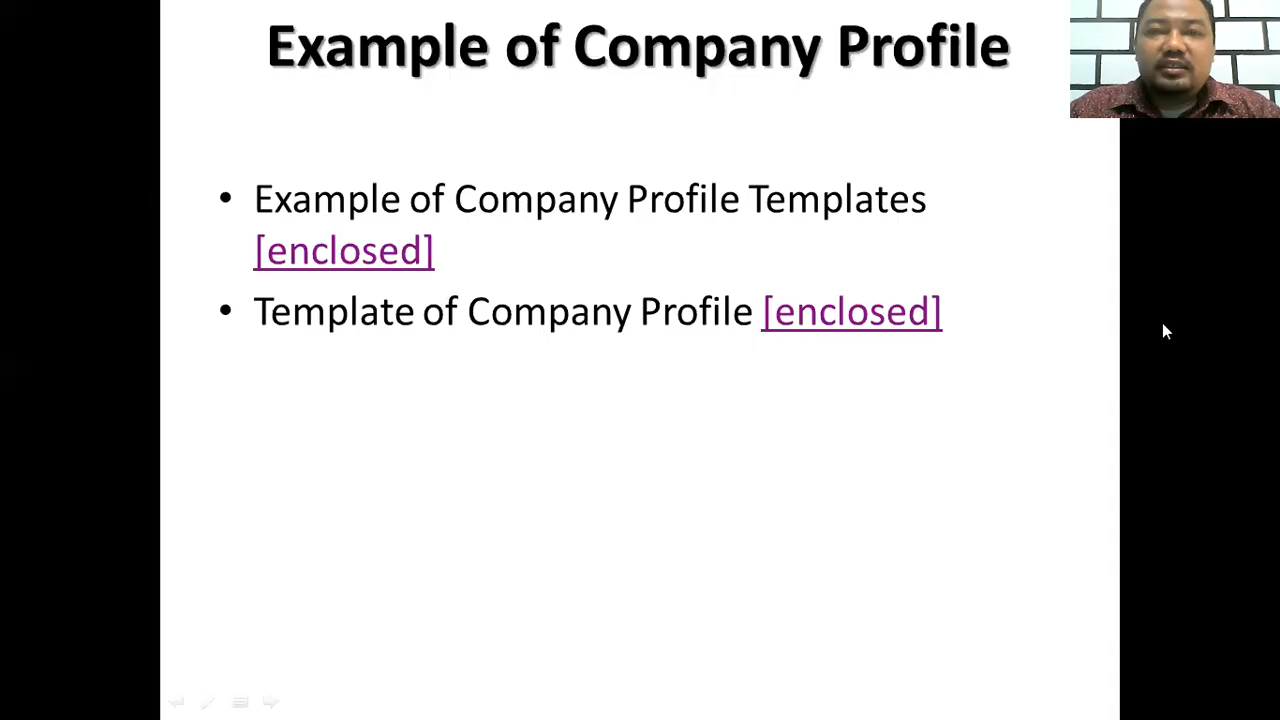 Example of Company Profile
• Example of Company Profile Templates
[enclosed]
• Template of Company Profile [enclosed]